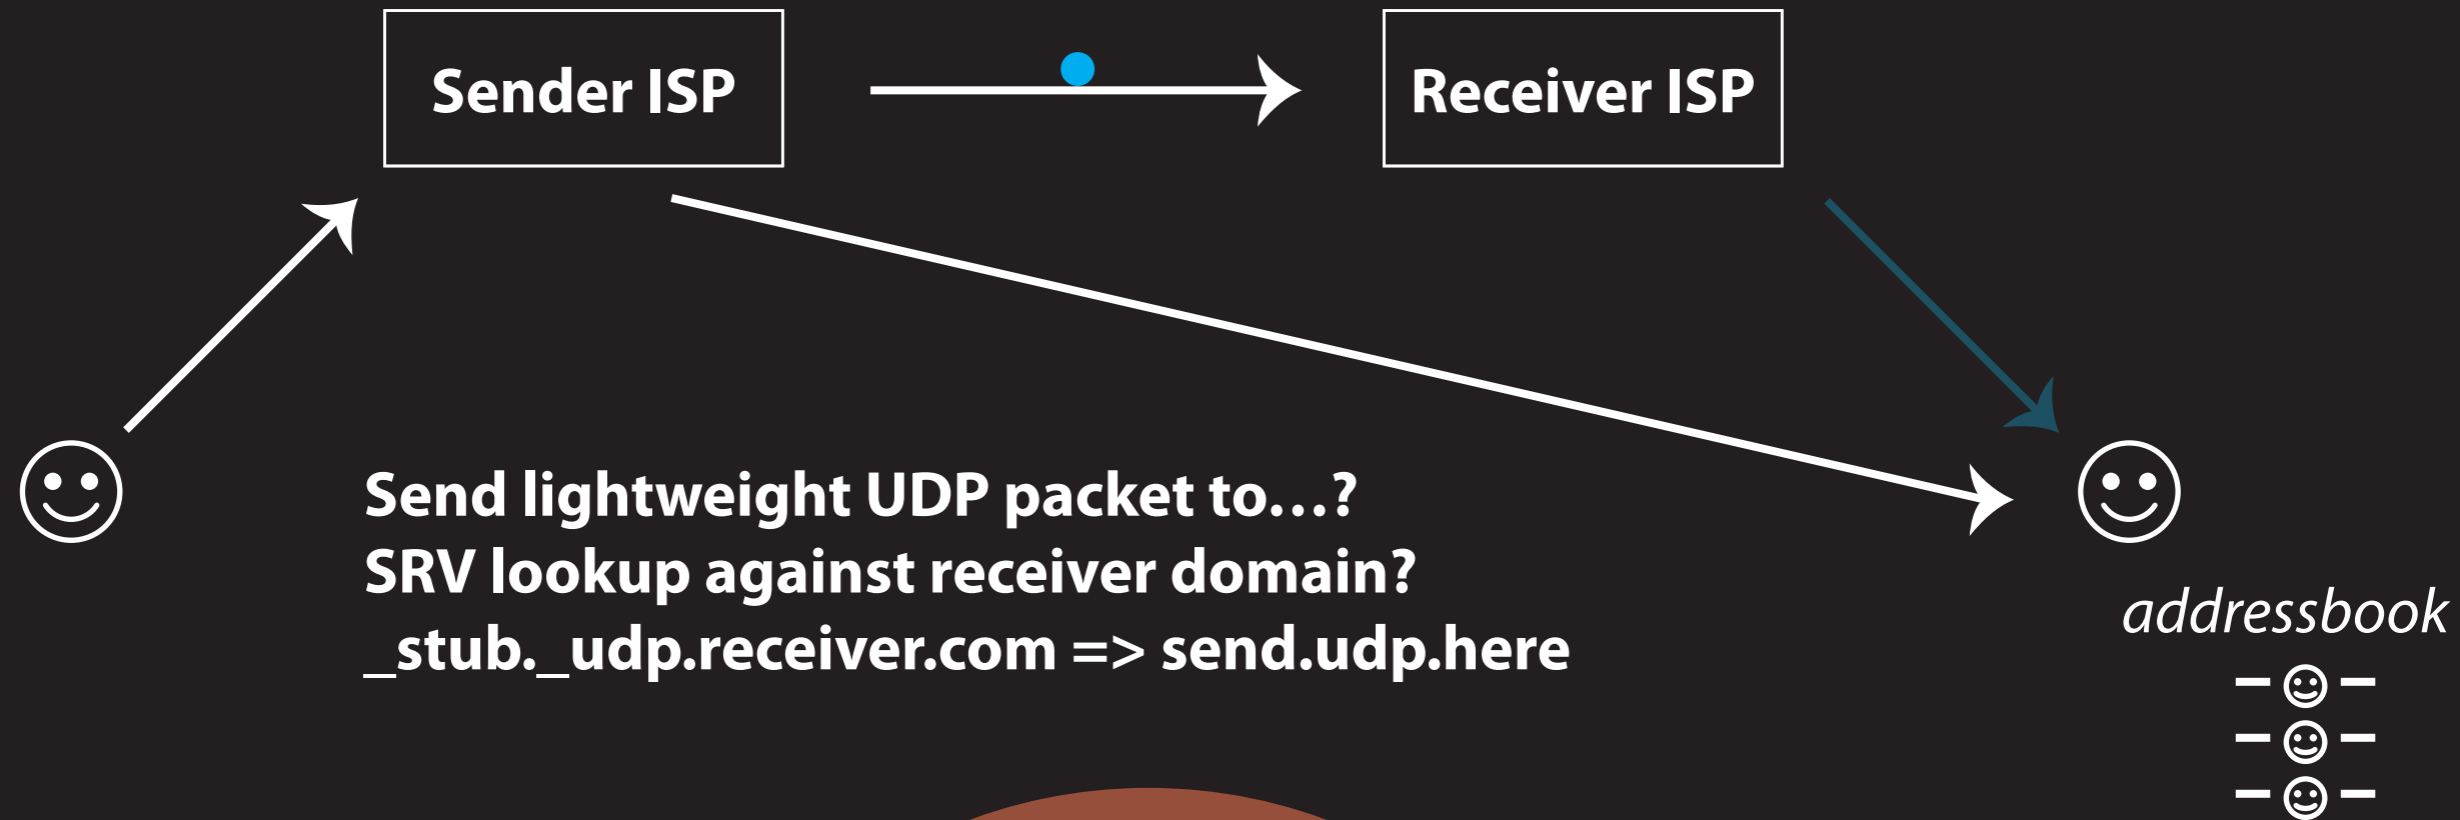 Sender ISP
Receiver ISP
Send lightweight UDP packet to…?
SRV lookup against receiver domain?
_stub._udp.receiver.com => send.udp.here
addressbook